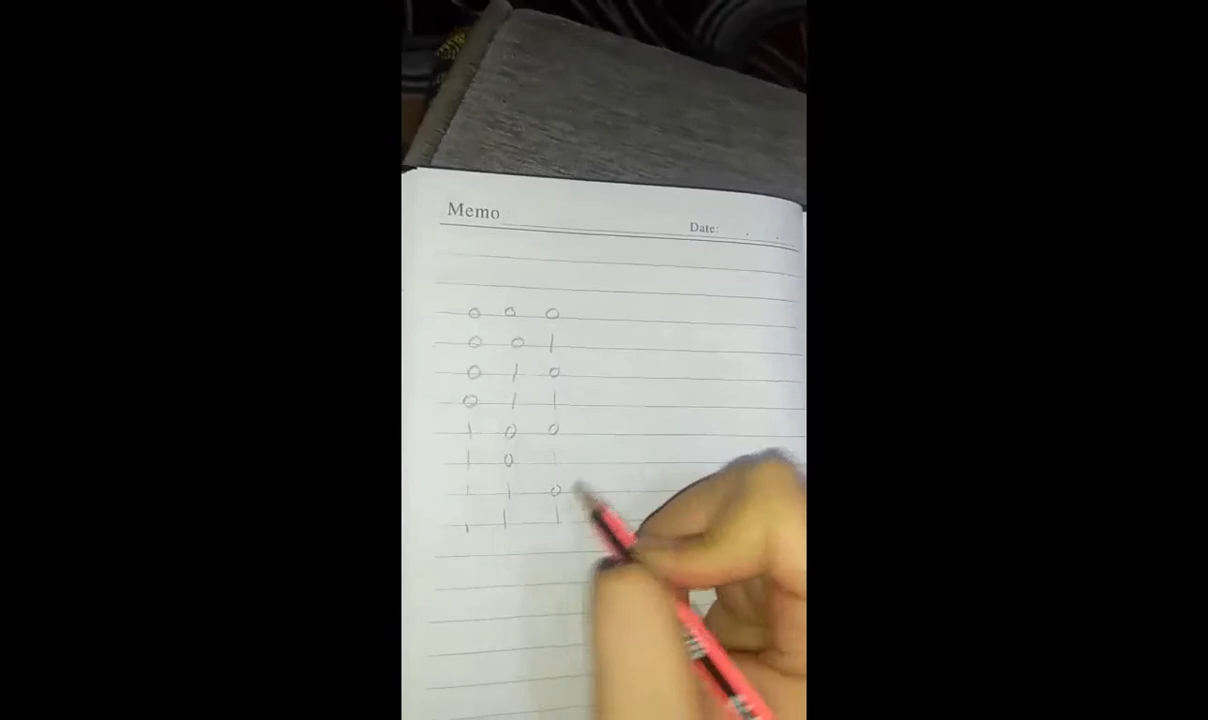 Memo
Date: . .
0 0 0
0 0 1
0 1 0
0 1 1
1 0 0
1 0 1
1 1 0
1 1 1